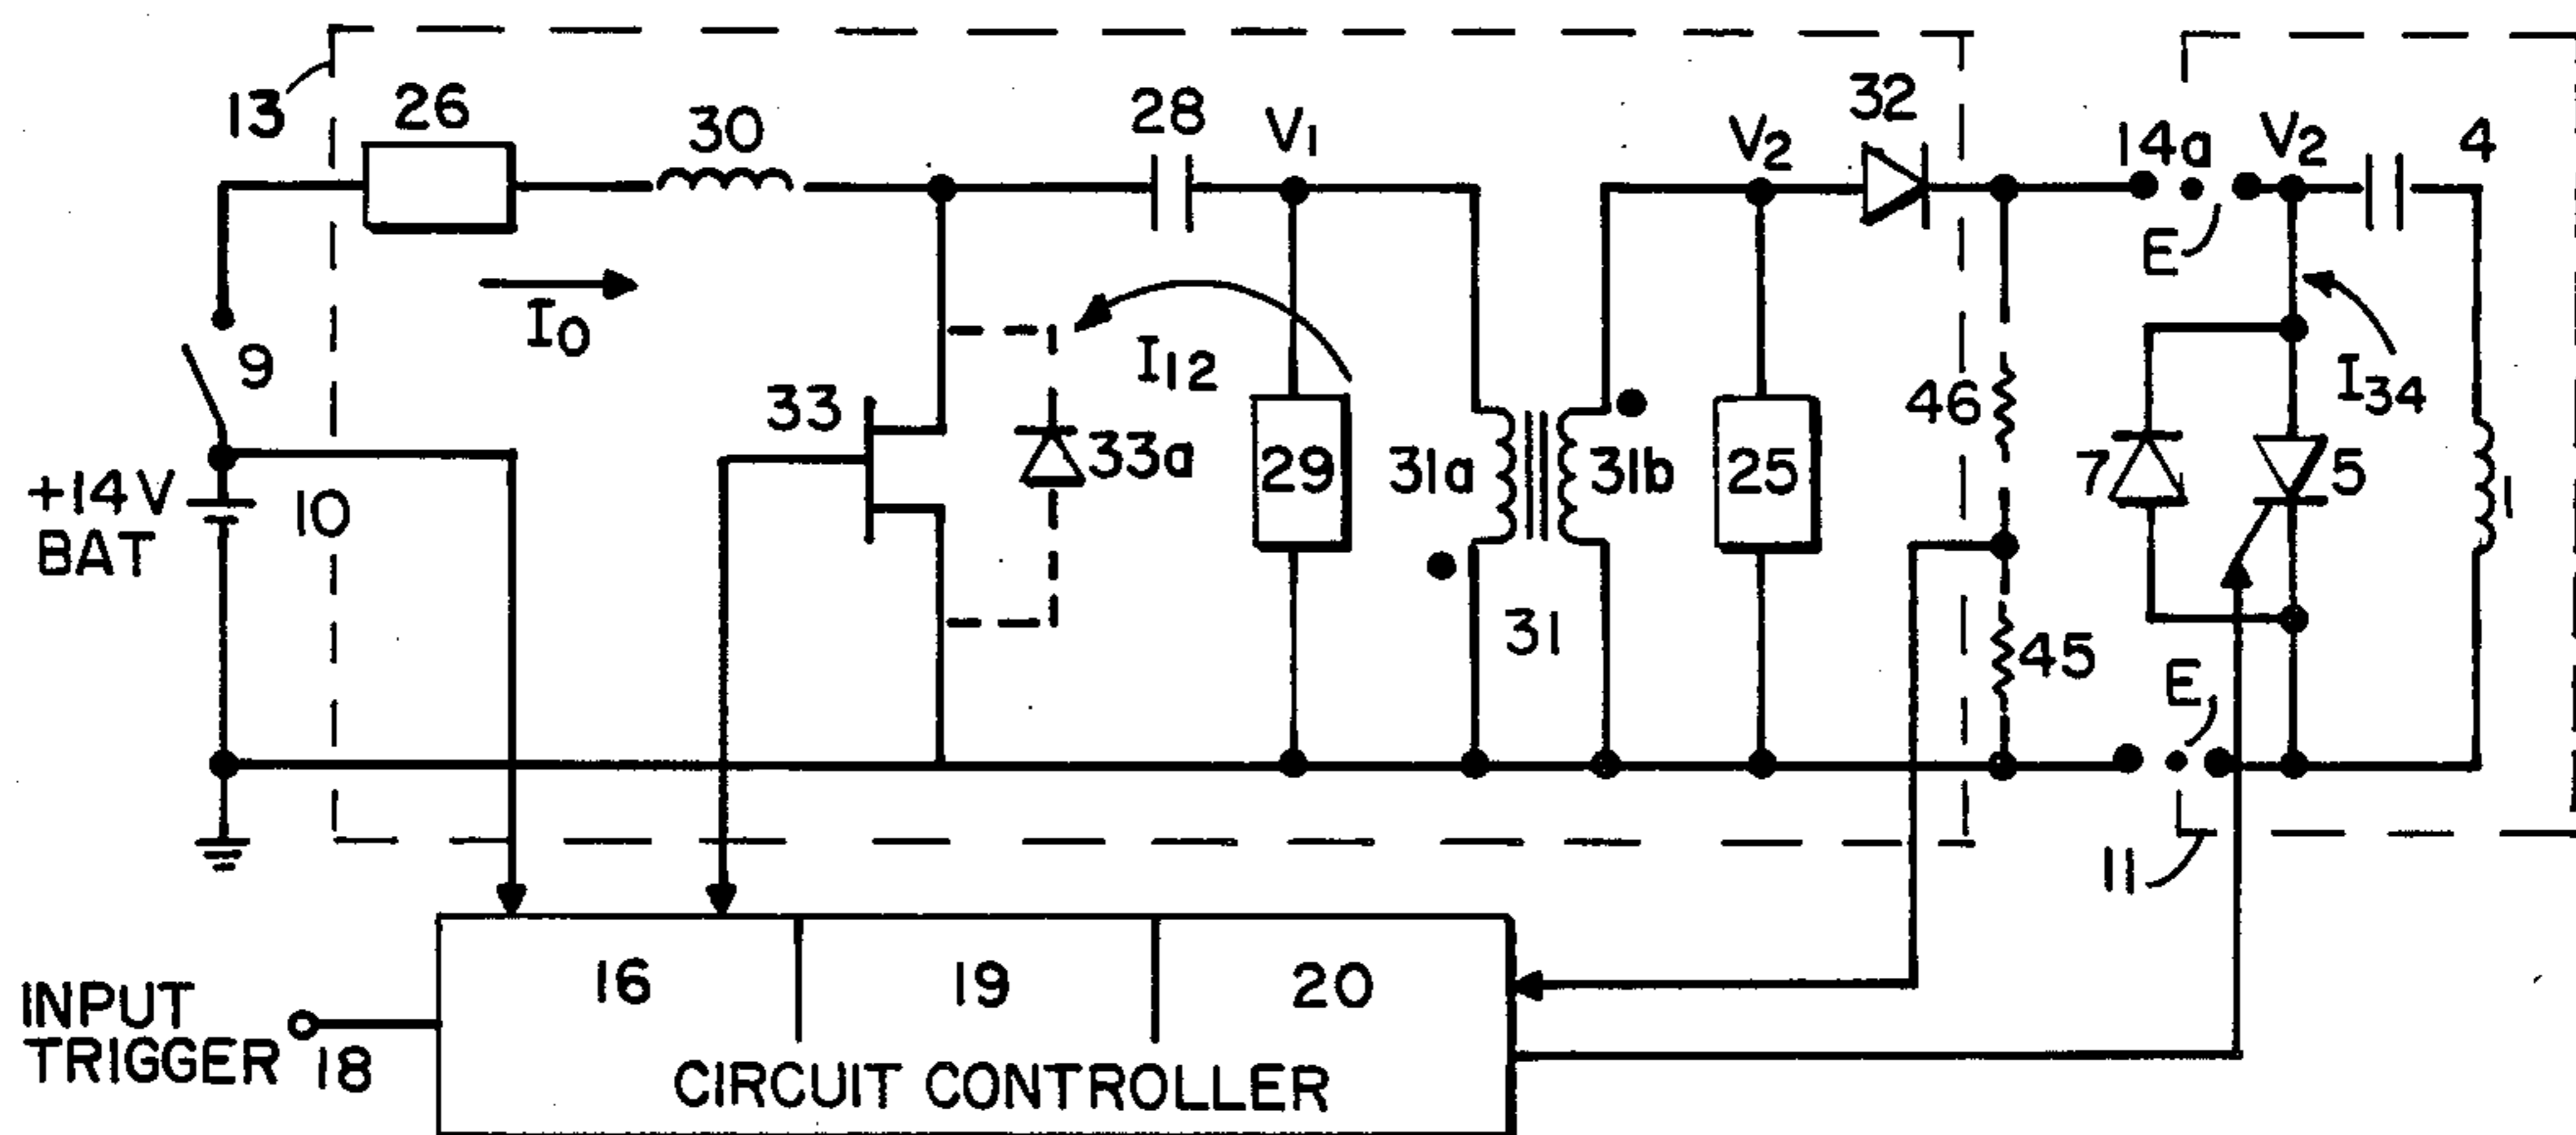 13
26
30
28
V1
V2
32
14a
V2
4
E
I0
I12
I34
9
33
33a
29
31a
31b
25
46
7
5
1
+14V
BAT
10
31
45
E
11
16
19
20
INPUT
TRIGGER
18
CIRCUIT CONTROLLER